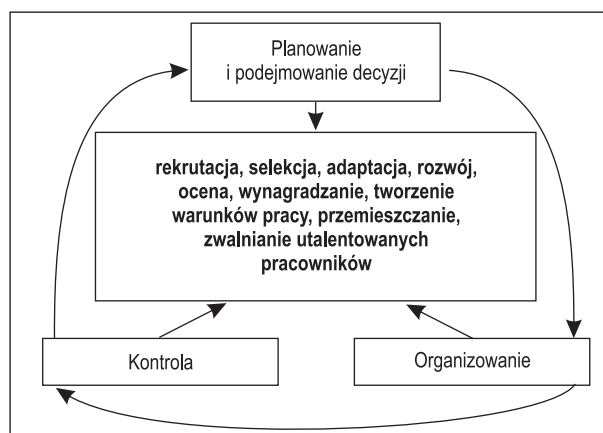 Planowanie
i podejmowanie decyzji
rekrutacja, selekcja, adaptacja, rozwój,
ocena, wynagradzanie, tworzenie
warunków pracy, przemieszczanie,
zwalnianie utalentowanych
pracowników
Kontrola
Organizowanie